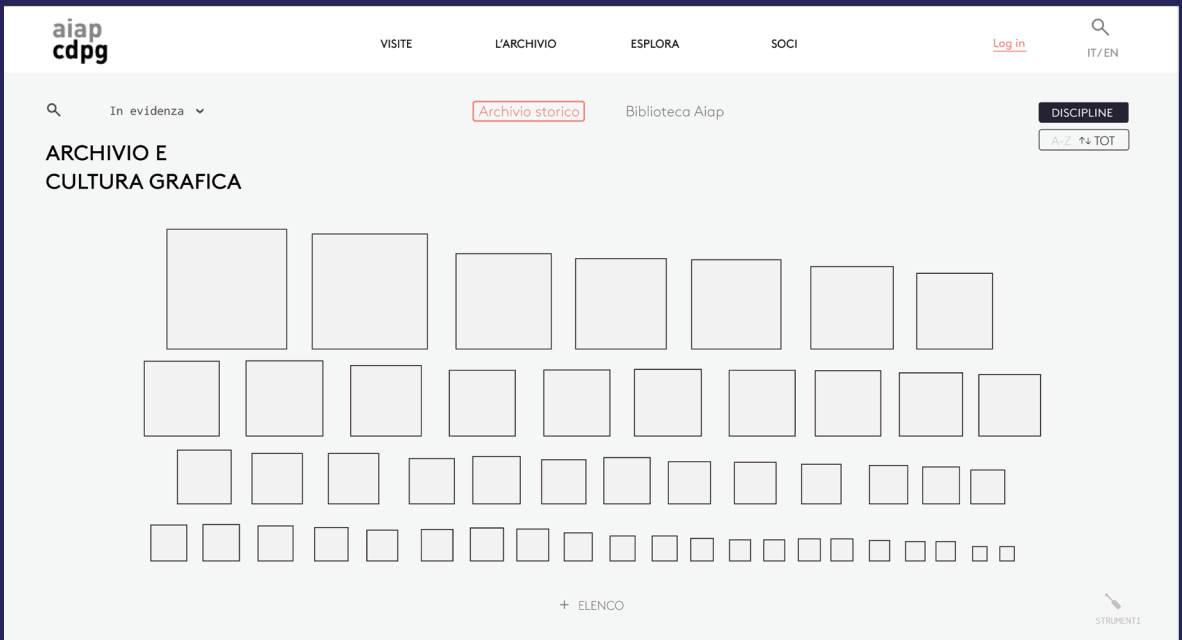 aiap
cdpg
VISITE
L'ARCHIVIO
ESPLORA
SOCI
Log in
IT/EN
In evidenza
Archivio storico
Biblioteca Aiap
DISCIPLINE
A-Z ↑↓ TOT
ARCHIVIO E
CULTURA GRAFICA
+ ELENCO
STRUMENTI